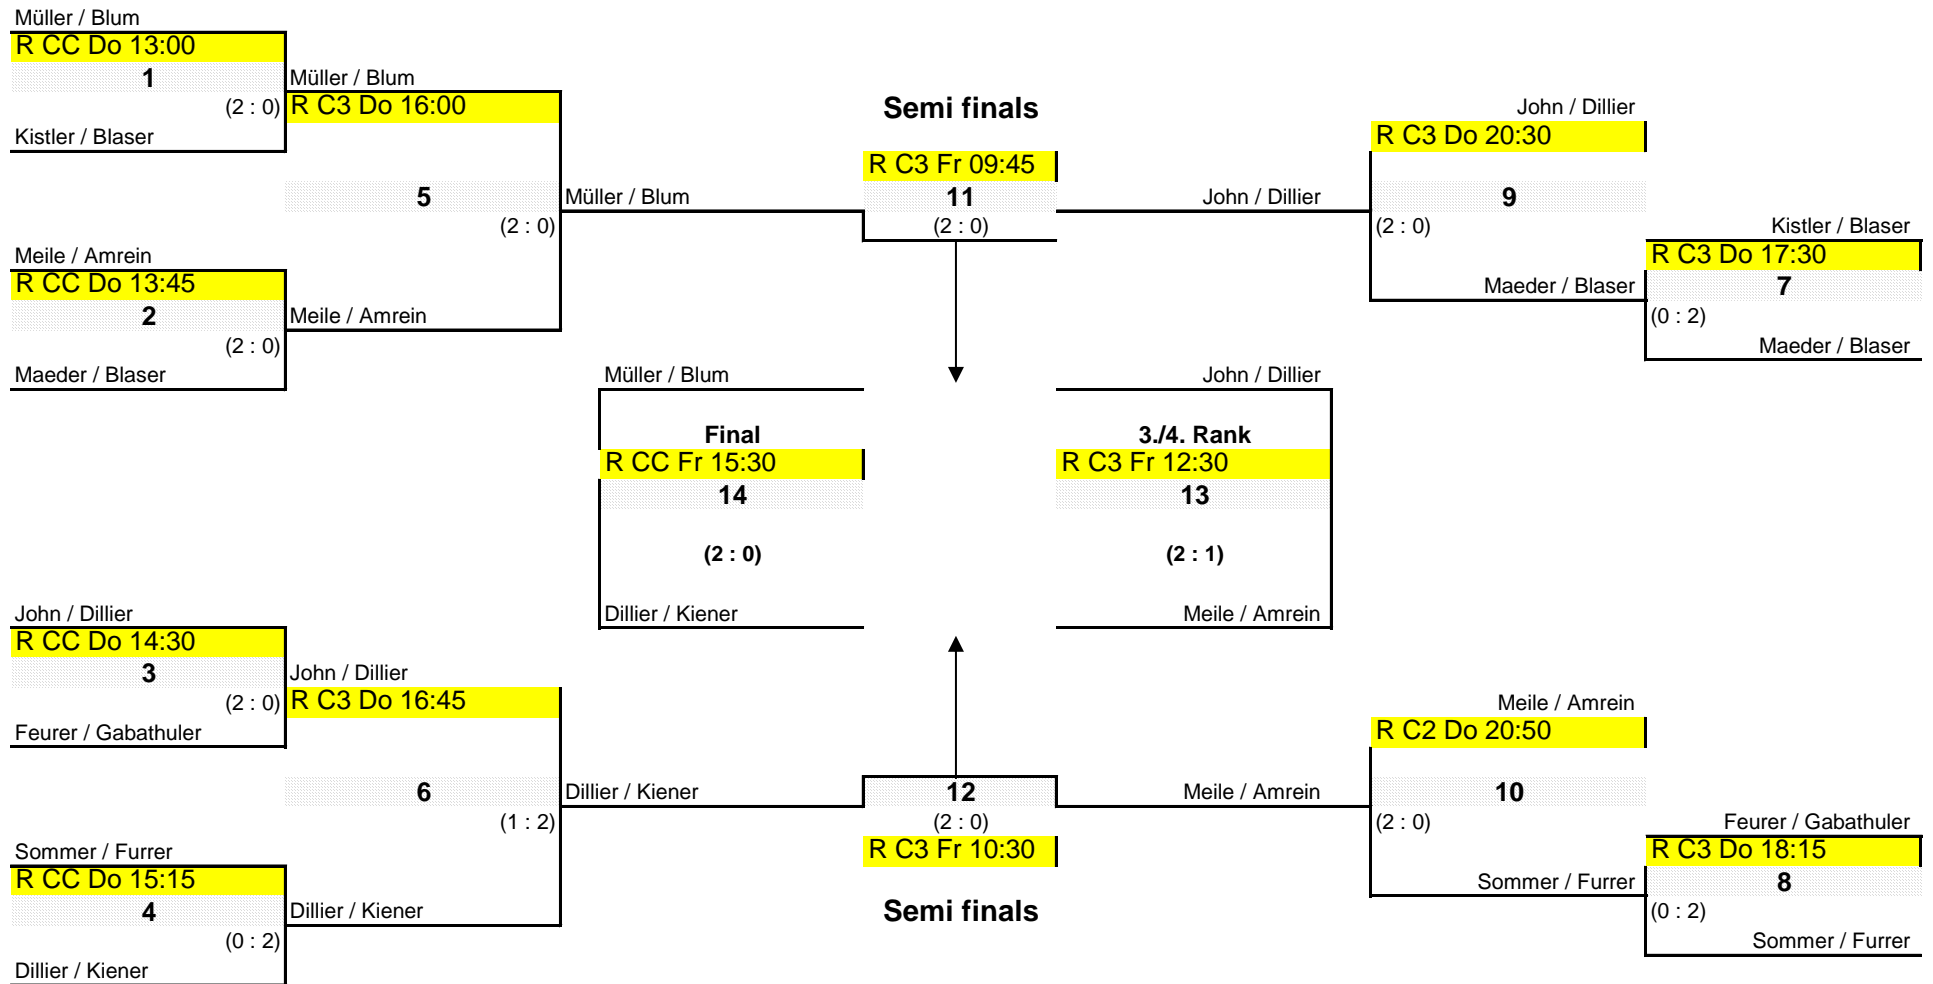 Müller / Blum
R CC Do 13:00
1
(2 : 0)
Kistler / Blaser
Müller / Blum
R C3 Do 16:00
5
(2 : 0)
Meile / Amrein
R CC Do 13:45
2
(2 : 0)
Maeder / Blaser
Meile / Amrein
Müller / Blum
Semi finals
R C3 Fr 09:45
11
(2 : 0)
John / Dillier
John / Dillier
R C3 Do 20:30
9
(2 : 0)
Maeder / Blaser
Kistler / Blaser
R C3 Do 17:30
7
(0 : 2)
Maeder / Blaser
Müller / Blum
Final
R CC Fr 15:30
14
(2 : 0)
Dillier / Kiener
John / Dillier
3./4. Rank
R C3 Fr 12:30
13
(2 : 1)
Meile / Amrein
John / Dillier
R CC Do 14:30
3
(2 : 0)
Feurer / Gabathuler
John / Dillier
R C3 Do 16:45
6
(1 : 2)
Sommer / Furrer
R CC Do 15:15
4
(0 : 2)
Dillier / Kiener
Dillier / Kiener
Dillier / Kiener
12
(2 : 0)
R C3 Fr 10:30
Semi finals
Meile / Amrein
Meile / Amrein
R C2 Do 20:50
10
(2 : 0)
Sommer / Furrer
Feurer / Gabathuler
R C3 Do 18:15
8
(0 : 2)
Sommer / Furrer